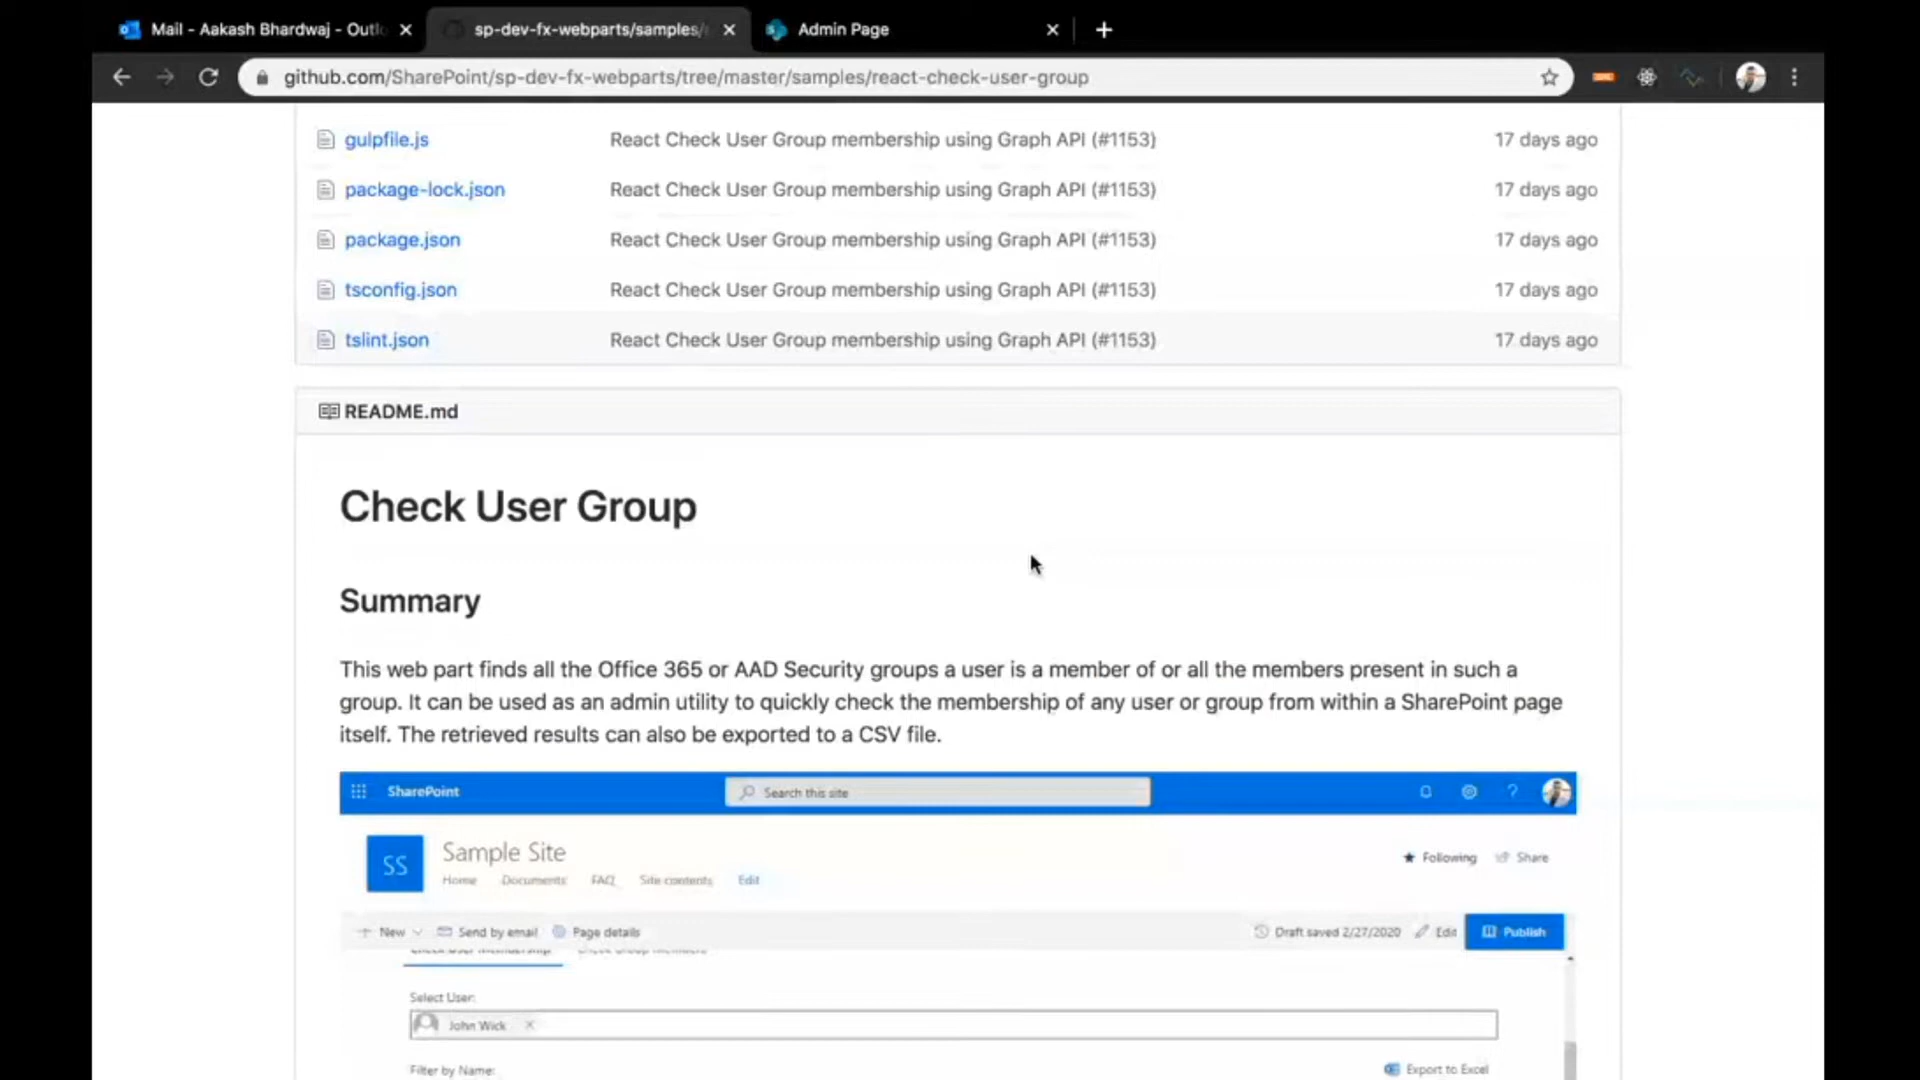 Mail - Aakash Bhardwaj - Outlo
sp-dev-fx-webparts/samples/
Admin Page
github.com/SharePoint/sp-dev-fx-webparts/tree/master/samples/react-check-user-group
gulpfile.js React Check User Group membership using Graph API (#1153) 17 days ago
package-lock.json React Check User Group membership using Graph API (#1153) 17 days ago
package.json React Check User Group membership using Graph API (#1153) 17 days ago
tsconfig.json React Check User Group membership using Graph API (#1153) 17 days ago
tslint.json React Check User Group membership using Graph API (#1153) 17 days ago
README.md
Check User Group
Summary
This web part finds all the Office 365 or AAD Security groups a user is a member of or all the members present in such a
group. It can be used as an admin utility to quickly check the membership of any user or group from within a SharePoint page
itself. The retrieved results can also be exported to a CSV file.
SharePoint Search this site ?
SS Sample Site Following Share
Home Documents FAQ Site contents Edit
New Send by email Page details Draft saved 2/27/2020 Edit Publish
Check User Membership Check Group Members
Select User:
John Wick
Filter by Name: Export to Excel